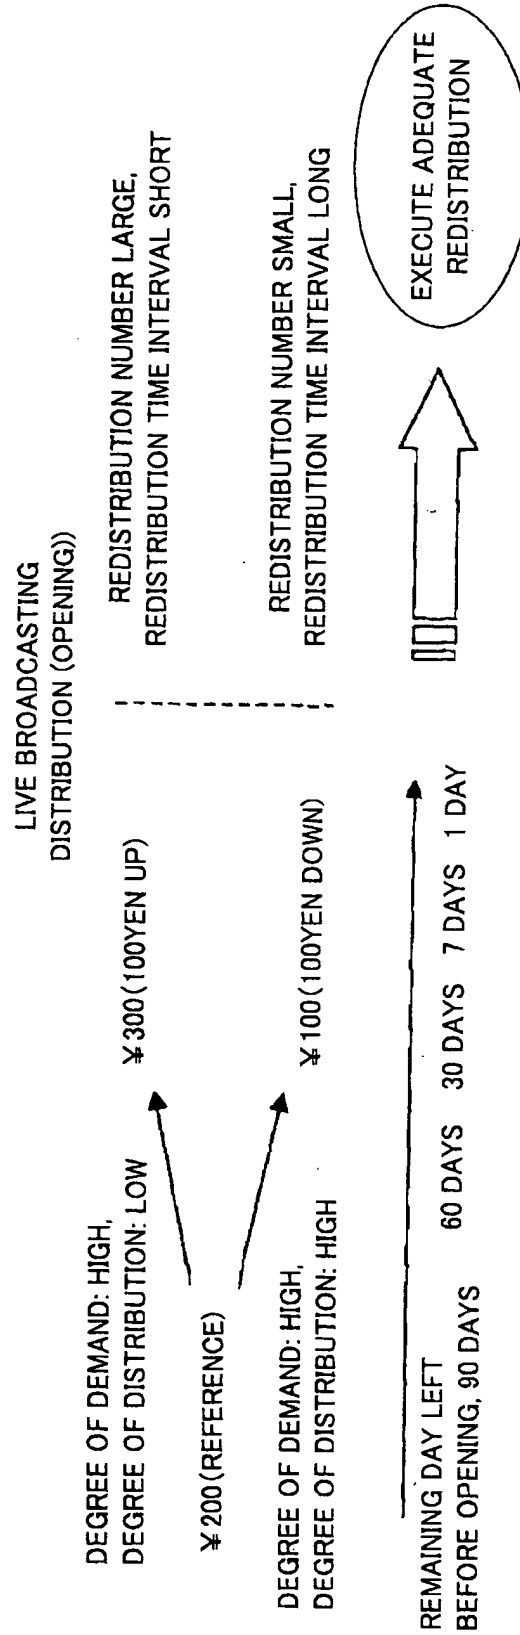 LIVE BROADCASTING
DISTRIBUTION (OPENING))
DEGREE OF DEMAND: HIGH,
DEGREE OF DISTRIBUTION: LOW
¥300(100YEN UP)
REDISTRIBUTION NUMBER LARGE,
REDISTRIBUTION TIME INTERVAL SHORT
¥200(REFERENCE)
DEGREE OF DEMAND: HIGH,
DEGREE OF DISTRIBUTION: HIGH
¥100(100YEN DOWN)
REDISTRIBUTION NUMBER SMALL,
REDISTRIBUTION TIME INTERVAL LONG
REMAINING DAY LEFT
BEFORE OPENING, 90 DAYS
60 DAYS 30 DAYS 7 DAYS 1 DAY
EXECUTE ADEQUATE
REDISTRIBUTION